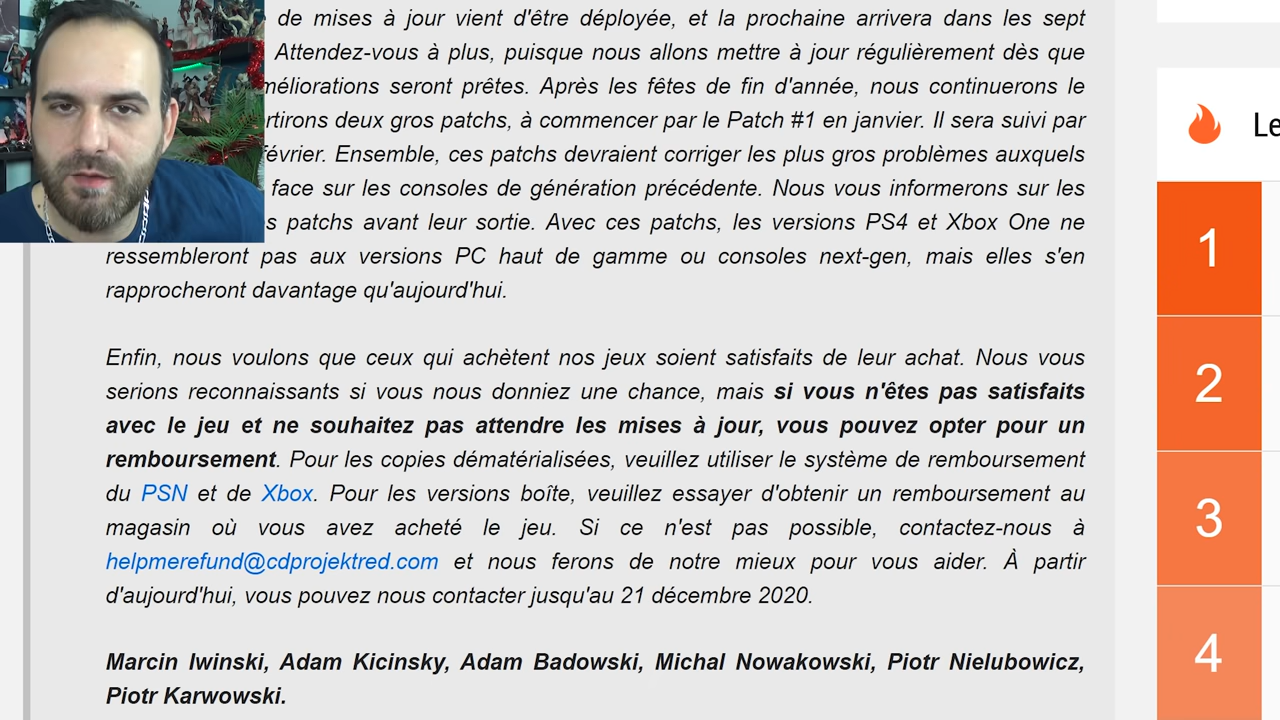 de mises à jour vient d'être déployée, et la prochaine arrivera dans les sept
Attendez-vous à plus, puisque nous allons mettre à jour régulièrement dès que
méliorations seront prêtes. Après les fêtes de fin d'année, nous continuerons le
rtirons deux gros patchs, à commencer par le Patch #1 en janvier. Il sera suivi par
février. Ensemble, ces patchs devraient corriger les plus gros problèmes auxquels
face sur les consoles de génération précédente. Nous vous informerons sur les
s patchs avant leur sortie. Avec ces patchs, les versions PS4 et Xbox One ne
ressembleront pas aux versions PC haut de gamme ou consoles next-gen, mais elles s'en
rapprocheront davantage qu'aujourd'hui.
Enfin, nous voulons que ceux qui achètent nos jeux soient satisfaits de leur achat. Nous vous
serions reconnaissants si vous nous donniez une chance, mais si vous n'êtes pas satisfaits
avec le jeu et ne souhaitez pas attendre les mises à jour, vous pouvez opter pour un
remboursement. Pour les copies dématérialisées, veuillez utiliser le système de remboursement
du PSN et de Xbox. Pour les versions boîte, veuillez essayer d'obtenir un remboursement au
magasin où vous avez acheté le jeu. Si ce n'est pas possible, contactez-nous à
helpmerefund@cdprojektred.com et nous ferons de notre mieux pour vous aider. À partir
d'aujourd'hui, vous pouvez nous contacter jusqu'au 21 décembre 2020.
Marcin Iwinski, Adam Kicinsky, Adam Badowski, Michal Nowakowski, Piotr Nielubowicz,
Piotr Karwowski.
Le
1
2
3
4